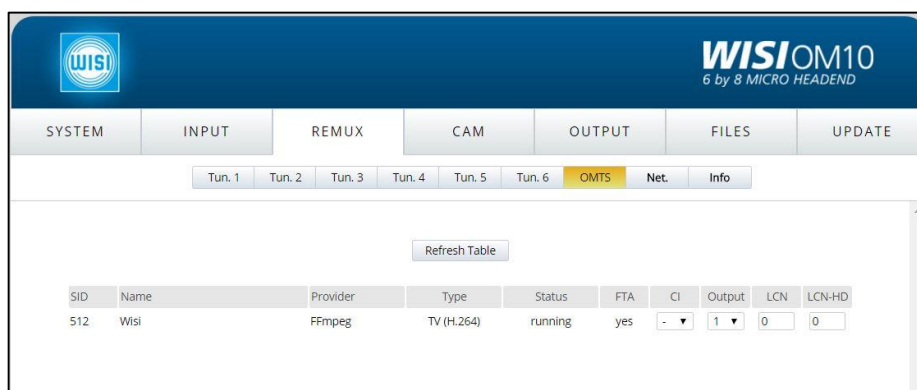 WISI
WISI OM10
6 by 8 MICRO HEADEND
SYSTEM INPUT REMUX CAM OUTPUT FILES UPDATE
Tun. 1 Tun. 2 Tun. 3 Tun. 4 Tun. 5 Tun. 6 OMTS Net. Info
Refresh Table
SID Name Provider Type Status FTA CI Output LCN LCN-HD
512 Wisi FFmpeg TV (H.264) running yes - 1 0 0